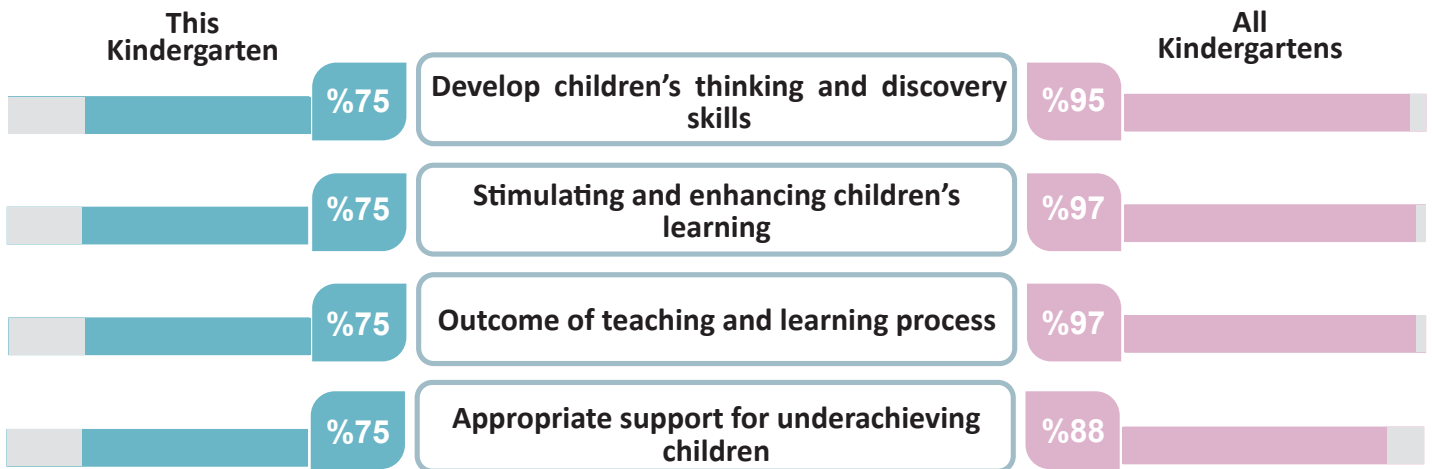 This
Kindergarten
All
Kindergartens
%75
Develop children's thinking and discovery
skills
%95
%75
Stimulating and enhancing children's
learning
%97
%75
Outcome of teaching and learning process
%97
%75
Appropriate support for underachieving
children
%88